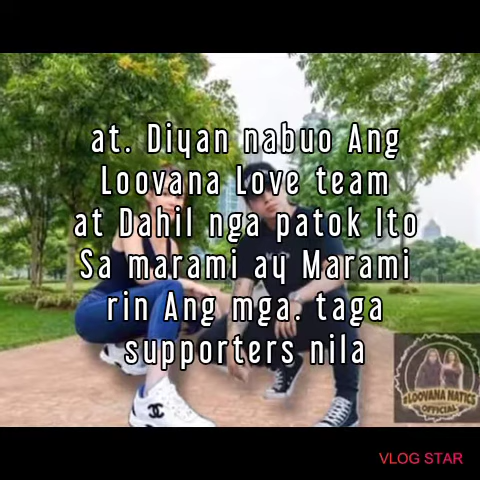 at. Diyan nabuo Ang
Loovana Love team
at Dahil nga patok Ito
Sa marami ay Marami
rin Ang mga. taga
supporters nila
#LOOVANA NATICS
OFFICIAL
VLOG STAR